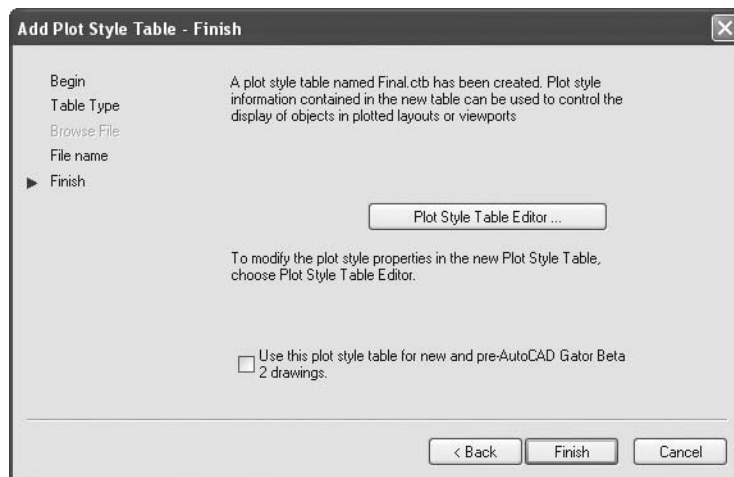 Add Plot Style Table - Finish
Begin
Table Type
Browse File
File name
Finish
A plot style table named Final.ctb has been created. Plot style
information contained in the new table can be used to control the
display of objects in plotted layouts or viewports
Plot Style Table Editor ...
To modify the plot style properties in the new Plot Style Table,
choose Plot Style Table Editor.
Use this plot style table for new and pre-AutoCAD Gator Beta
2 drawings.
< Back
Finish
Cancel